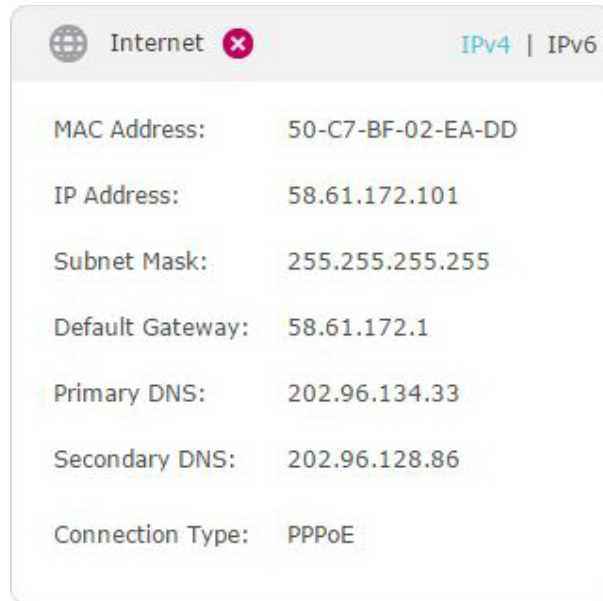 Internet IPv4 | IPv6
MAC Address: 50-C7-BF-02-EA-DD
IP Address: 58.61.172.101
Subnet Mask: 255.255.255.255
Default Gateway: 58.61.172.1
Primary DNS: 202.96.134.33
Secondary DNS: 202.96.128.86
Connection Type: PPPoE